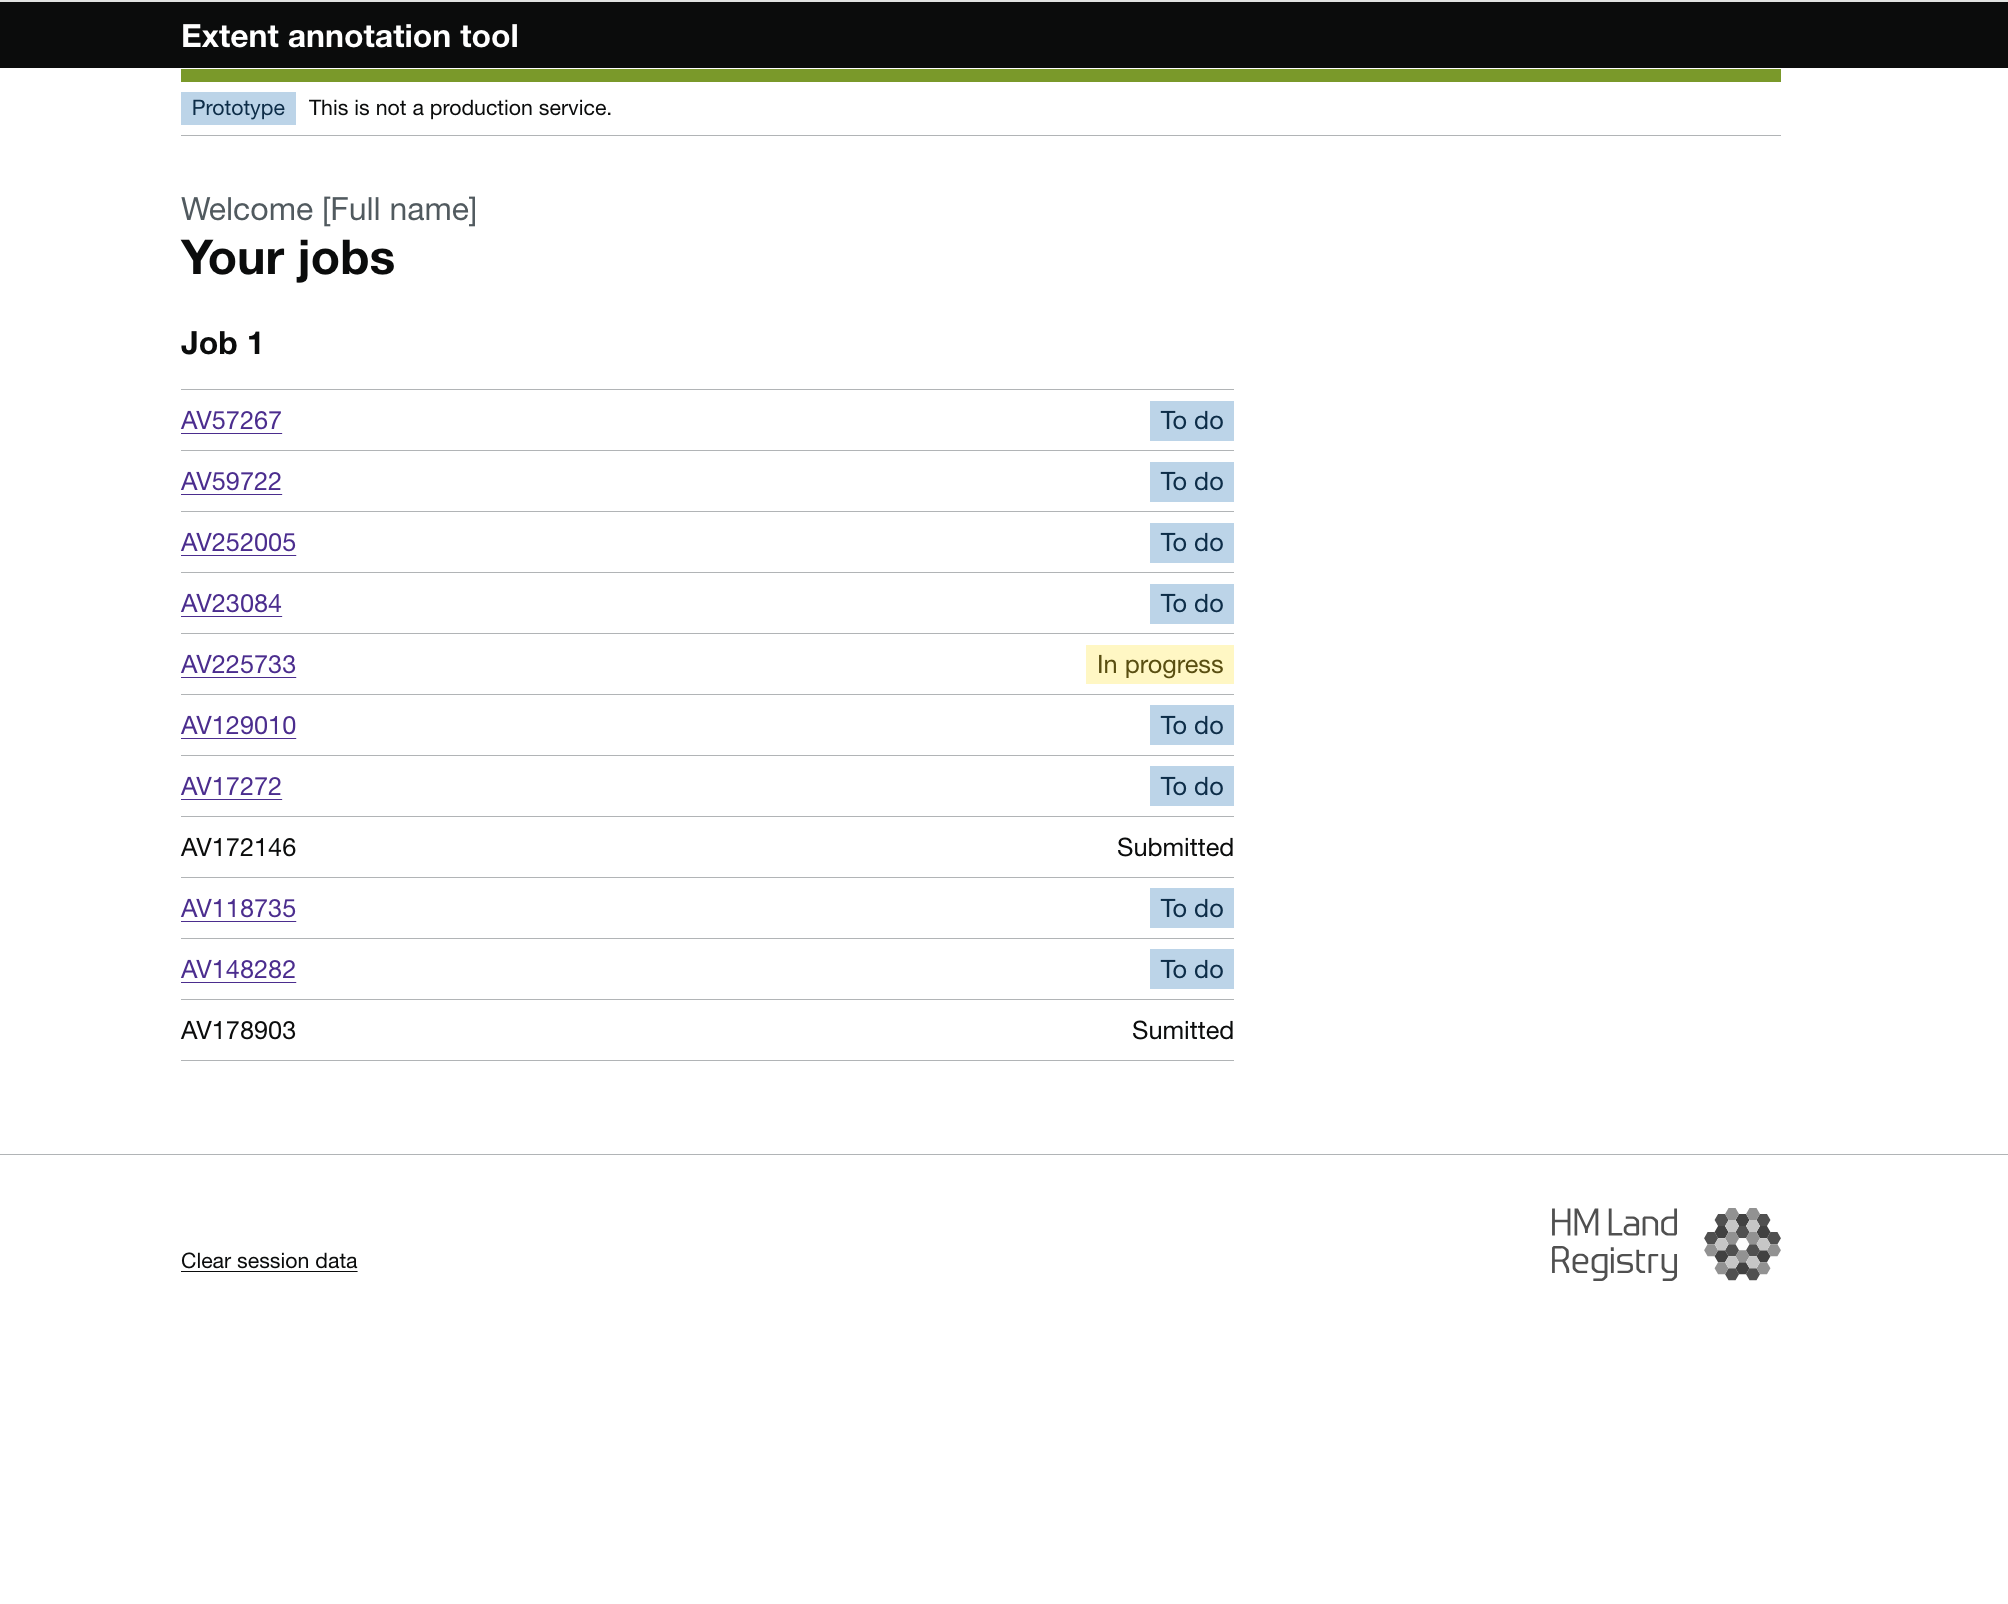 Extent annotation tool
Prototype This is not a production service.
Welcome [Full name]
Your jobs
Job 1
AV57267 To do
AV59722 To do
AV252005 To do
AV23084 To do
AV225733 In progress
AV129010 To do
AV17272 To do
AV172146 Submitted
AV118735 To do
AV148282 To do
AV178903 Sumitted
Clear session data
HM Land
Registry